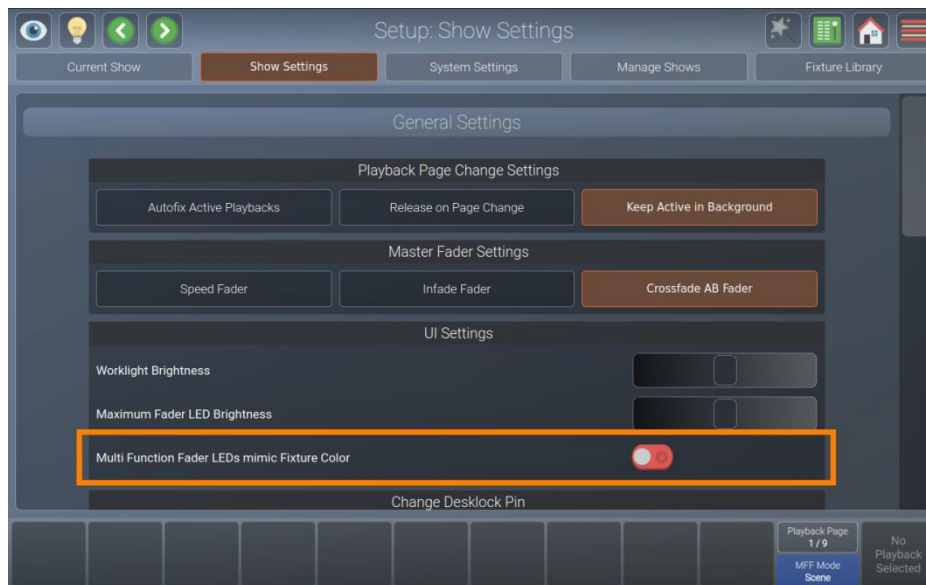 Setup: Show Settings
Current Show
Show Settings
System Settings
Manage Shows
Fixture Library
General Settings
Playback Page Change Settings
Autofix Active Playbacks
Release on Page Change
Keep Active in Background
Master Fader Settings
Speed Fader
Infade Fader
Crossfade AB Fader
UI Settings
Worklight Brightness
Maximum Fader LED Brightness
Multi Function Fader LEDs mimic Fixture Color
Change Desklock Pin
Playback Page
1 / 9
MFF Mode
Scene
No
Playback
Selected